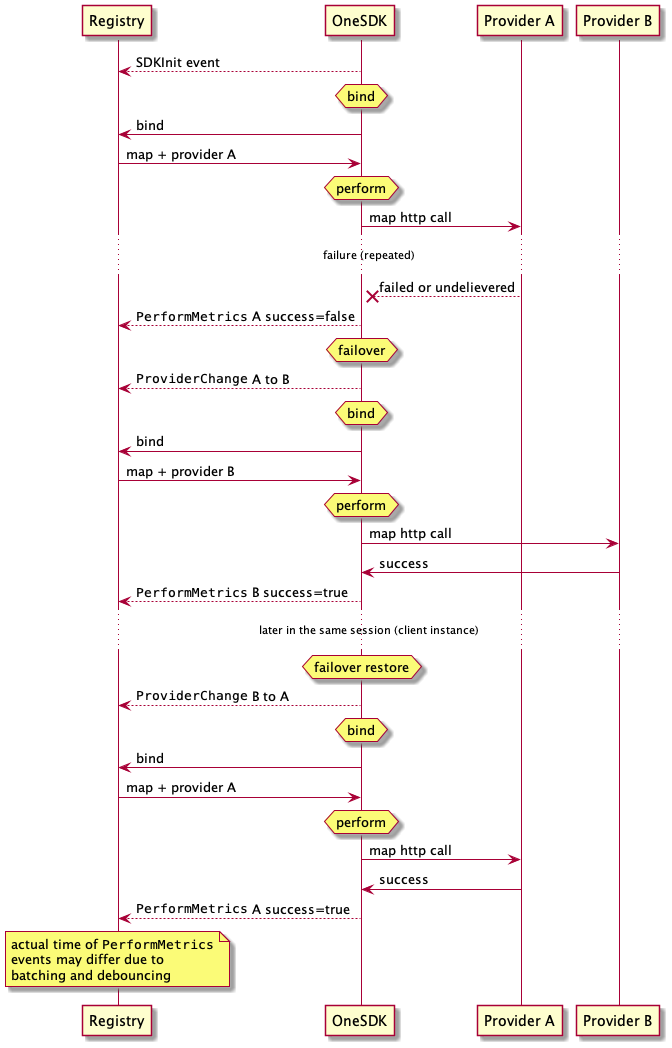 Registry OneSDK Provider A Provider B
SDKInit event
bind
bind
map + provider A
perform
map http call
failure (repeated)
failed or undelievered
PerformMetrics A success=false
failover
ProviderChange A to B
bind
bind
map + provider B
perform
map http call
success
PerformMetrics B success=true
later in the same session (client instance)
failover restore
ProviderChange B to A
bind
bind
map + provider A
perform
map http call
success
PerformMetrics A success=true
actual time of PerformMetrics
events may differ due to
batching and debouncing
Registry OneSDK Provider A Provider B